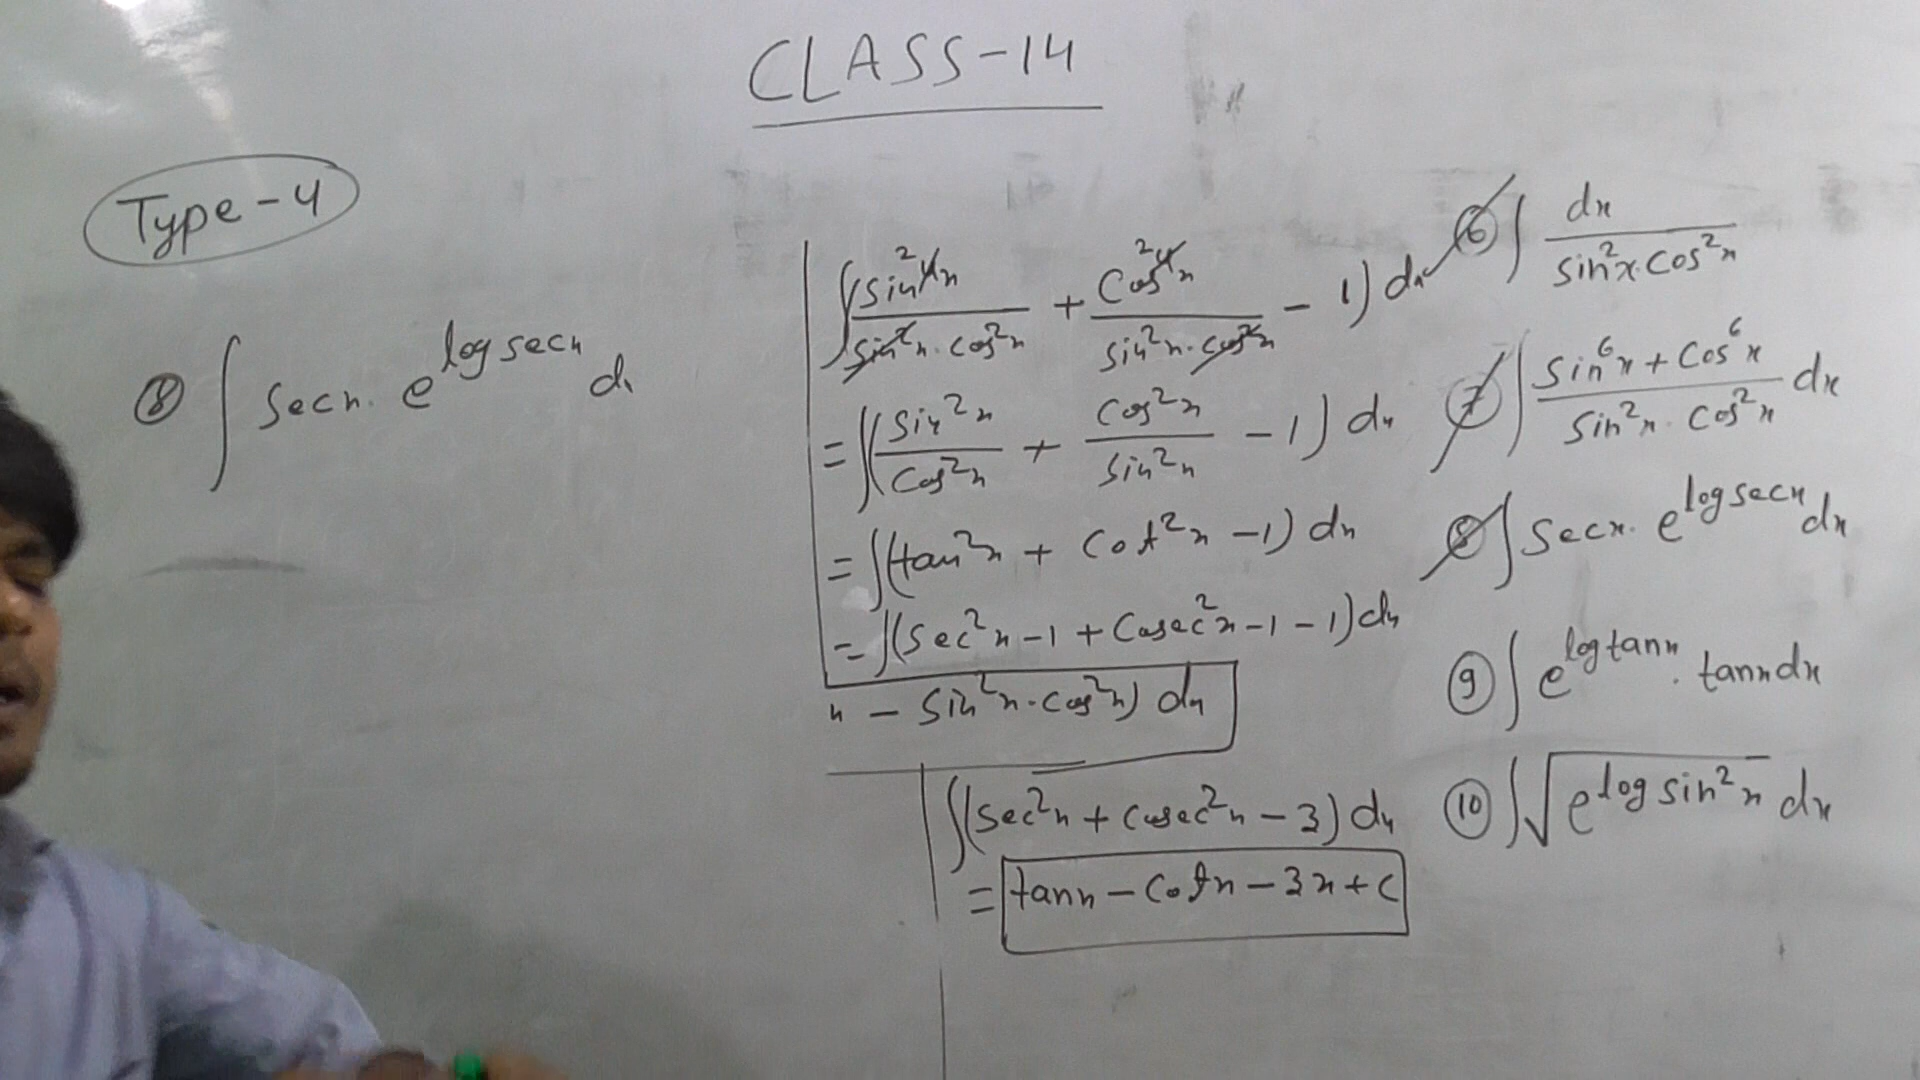 CLASS-14
Type-4
⑧ ∫ Secx. e^{log secx} dx
∫(sin⁴x/(sin²x.cos²x) + Cos⁴x/(sin²x.cos²x) - 1) dx
= ∫(Sin²x/Cos²x + Cos²x/Sin²x - 1) dx
= ∫(tan²x + Cot²x - 1) dx
= ∫(Sec²x - 1 + Cosec²x - 1 - 1) dx
x - Sin²x.cos²x) dx
∫(Sec²x + Cosec²x - 3) dx
= tanx - Cotx - 3x + c
⑥ ∫ dx/(sin²x.Cos²x)
⑦ ∫ (Sin⁶x + Cos⁶x)/(Sin²x. Cos²x) dx
⑧ ∫ Secx. e^{log secx} dx
⑨ ∫ e^{log tanx}. tanx dx
⑩ ∫ √(e^{log sin²x}) dx